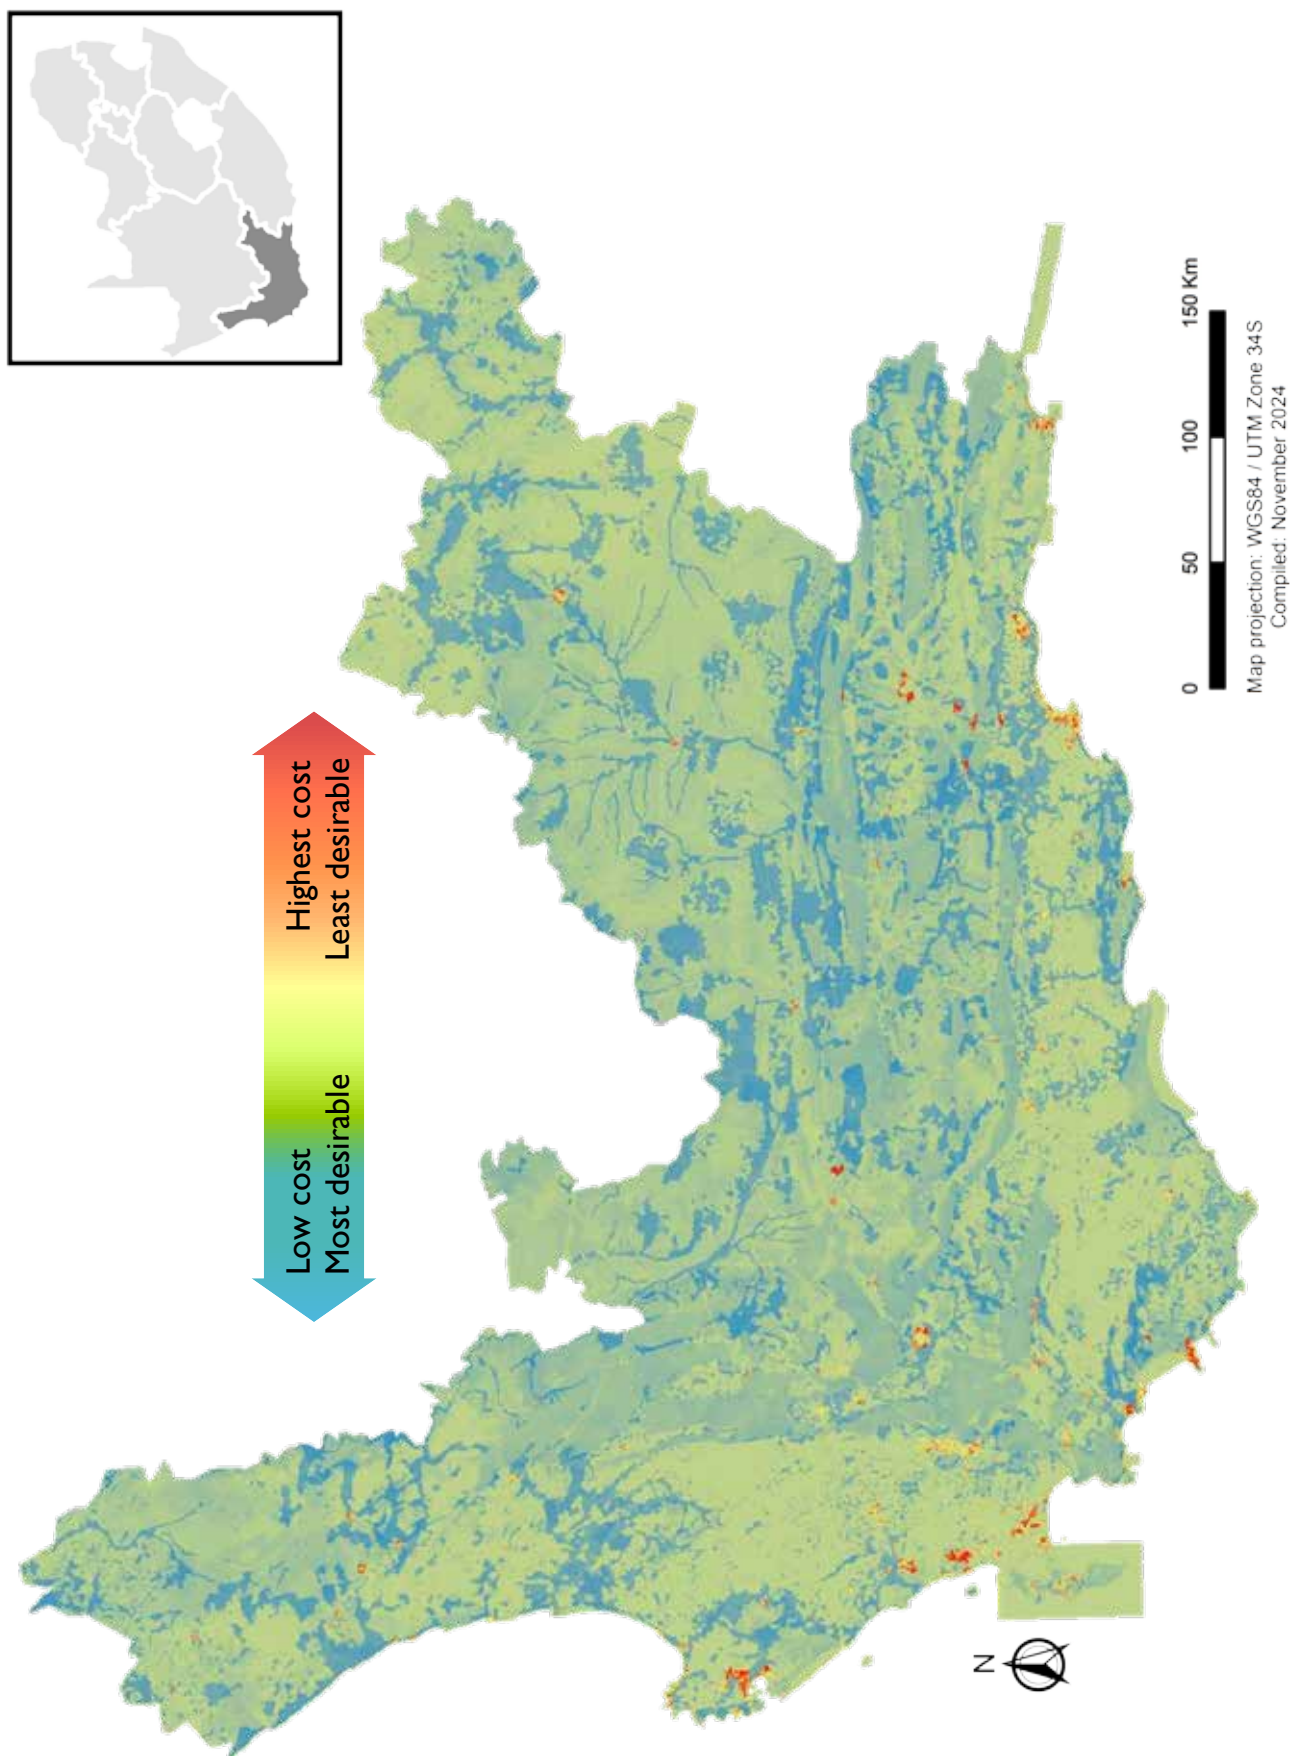 Low cost
Most desirable
Highest cost
Least desirable
N
0 50 100 150 Km
Map projection: WGS84 / UTM Zone 34S
Compiled: November 2024